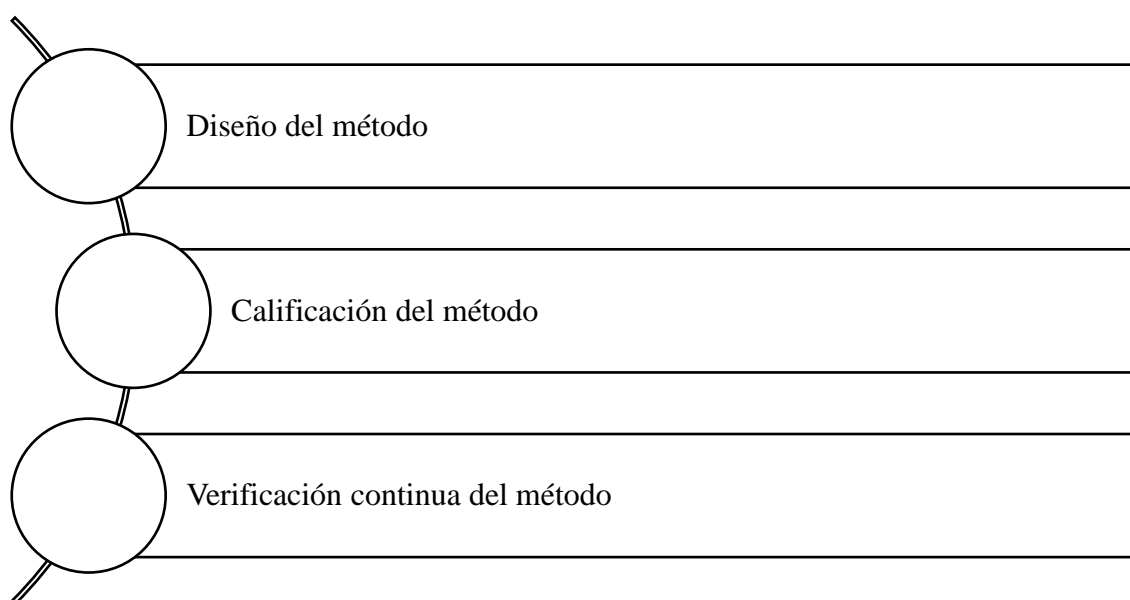 Diseño del método
Calificación del método
Verificación continua del método